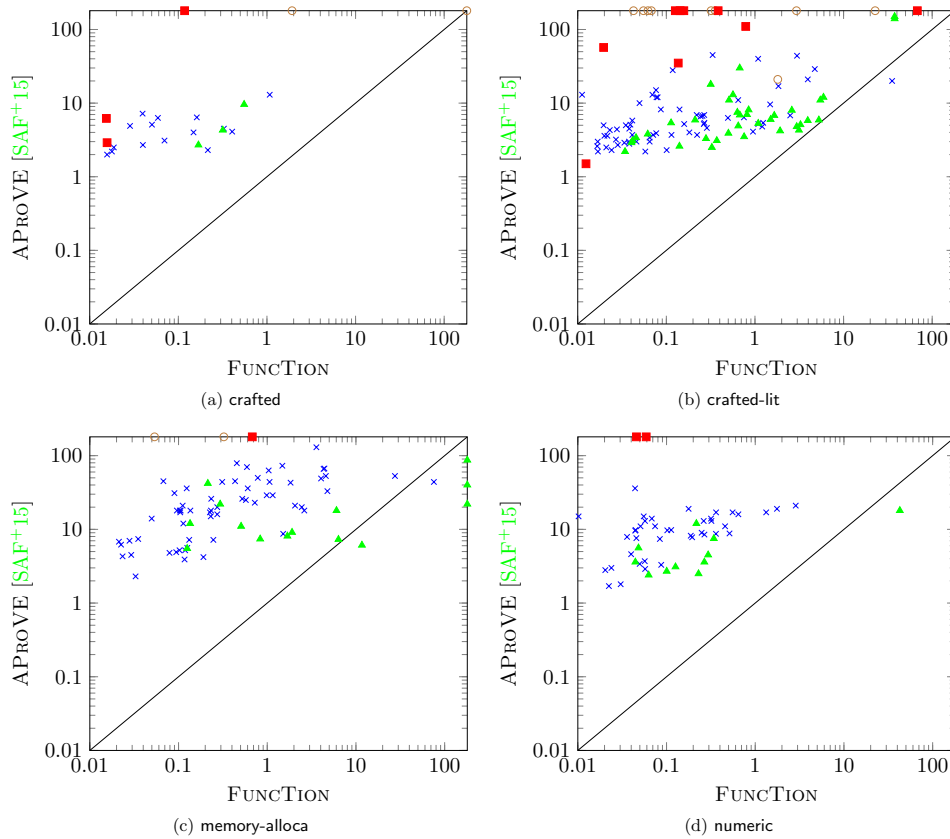 100
10
1
0.1
0.01
0.01 0.1 1 10 100
APROVE [SAF+15]
FUNCTION
(a) crafted
100
10
1
0.1
0.01
0.01 0.1 1 10 100
APROVE [SAF+15]
FUNCTION
(b) crafted-lit
100
10
1
0.1
0.01
0.01 0.1 1 10 100
APROVE [SAF+15]
FUNCTION
(c) memory-alloca
100
10
1
0.1
0.01
0.01 0.1 1 10 100
APROVE [SAF+15]
FUNCTION
(d) numeric